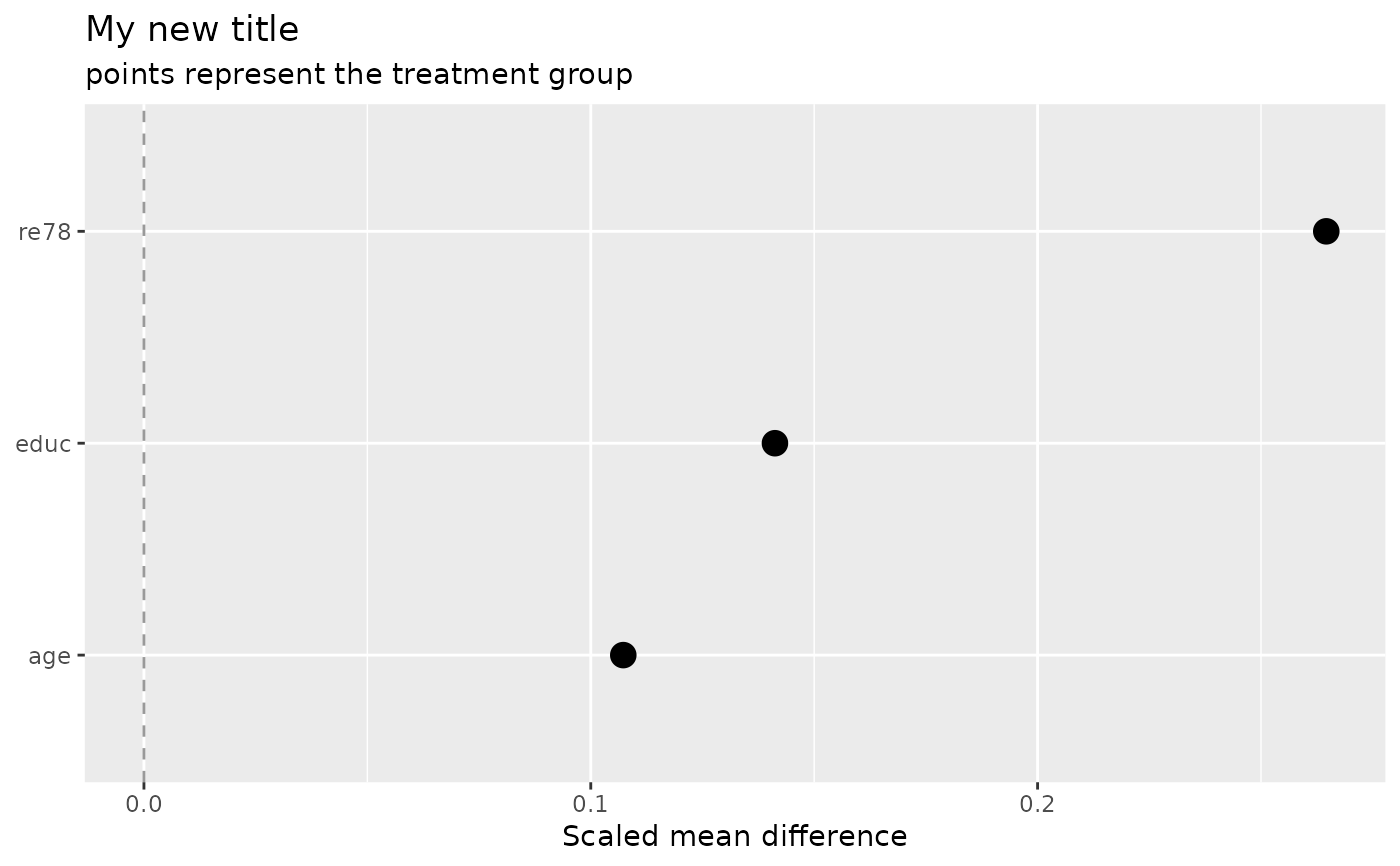 My new title
points represent the treatment group
re78
educ
age
0.0 0.1 0.2
Scaled mean difference